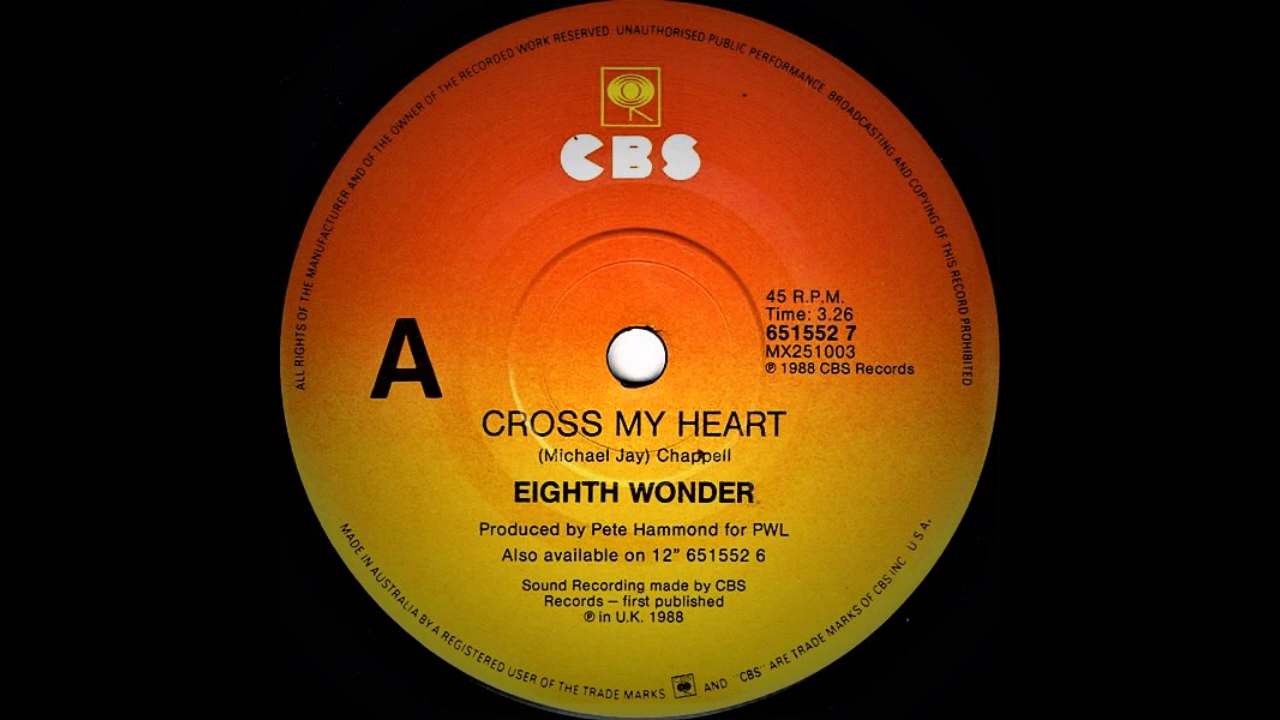 ALL RIGHTS OF THE MANUFACTURER AND OF THE OWNER OF THE RECORDED WORK RESERVED. UNAUTHORISED PUBLIC PERFORMANCE BROADCASTING AND COPYING OF THIS RECORD PROHIBITED
CBS
45 R.P.M.
Time: 3.26
651552 7
MX251003
℗ 1988 CBS Records
A
CROSS MY HEART
(Michael Jay) Chappell
EIGHTH WONDER
Produced by Pete Hammond for PWL
Also available on 12" 651552 6
Sound Recording made by CBS
Records – first published
℗ in U.K. 1988
MADE IN AUSTRALIA BY A REGISTERED USER OF THE TRADE MARKS AND "CBS" ARE TRADE MARKS OF CBS INC U.S.A.